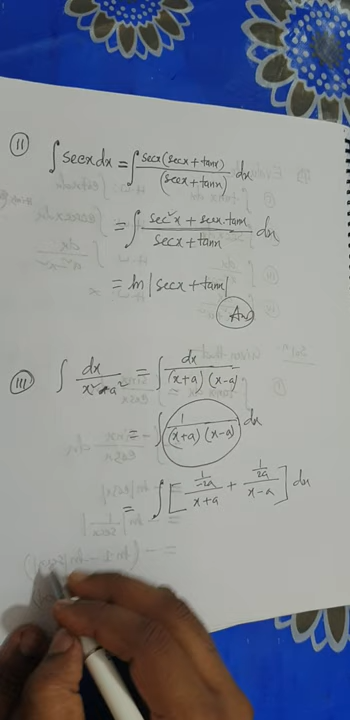 (II) ∫ secx dx = ∫ secx (secx + tanx) / (secx + tanx) dx
= ∫ sec²x + secx.tanx / secx + tanx dx
= ln |secx + tanx|
Ans
(III) ∫ dx / x² - a² = ∫ dx / (x+a) (x-a)
= ∫ 1 / (x+a) (x-a) dx
= ∫ [ 1/-2a / x+a + 1/2a / x-a ] dx